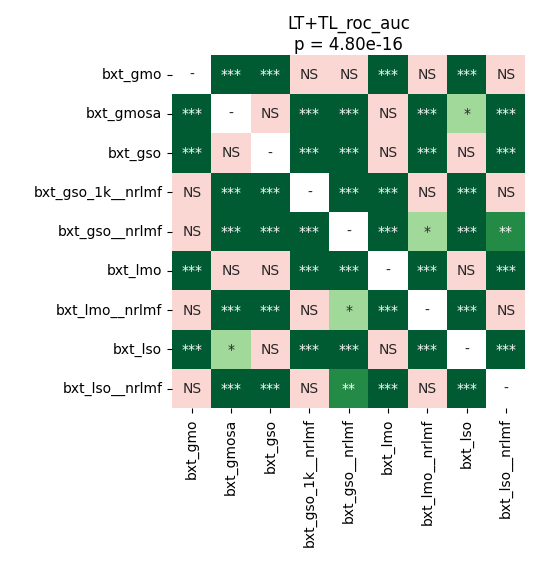 LT+TL_roc_auc
p = 4.80e-16
bxt_gmo - *** *** NS NS *** NS *** NS
bxt_gmosa *** - NS *** *** NS *** * ***
bxt_gso *** NS - *** *** NS *** NS ***
bxt_gso_1k__nrlmf NS *** *** - *** *** NS *** NS
bxt_gso__nrlmf NS *** *** *** - *** * *** **
bxt_lmo *** NS NS *** *** - *** NS ***
bxt_lmo__nrlmf NS *** *** NS * *** - *** NS
bxt_lso *** * NS *** *** NS *** - ***
bxt_lso__nrlmf NS *** *** NS ** *** NS *** -
bxt_gmo
bxt_gmosa
bxt_gso
bxt_gso_1k__nrlmf
bxt_gso__nrlmf
bxt_lmo
bxt_lmo__nrlmf
bxt_lso
bxt_lso__nrlmf